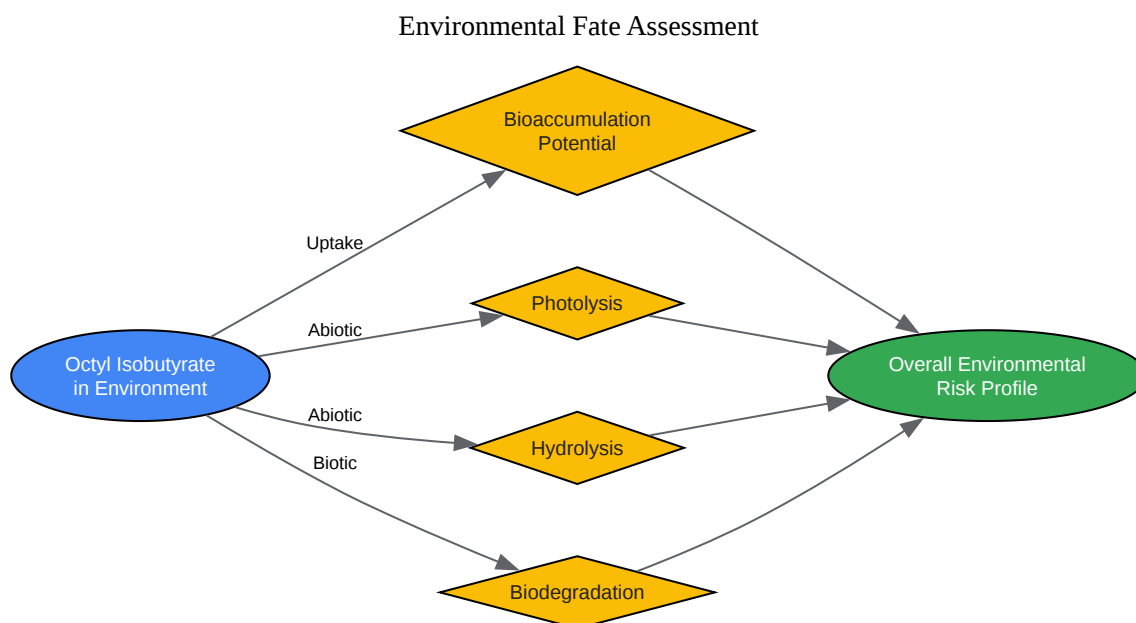 Environmental Fate Assessment
Bioaccumulation
Potential
Uptake
Photolysis
Abiotic
Octyl Isobutyrate
in Environment
Overall Environmental
Risk Profile
Abiotic
Hydrolysis
Biotic
Biodegradation